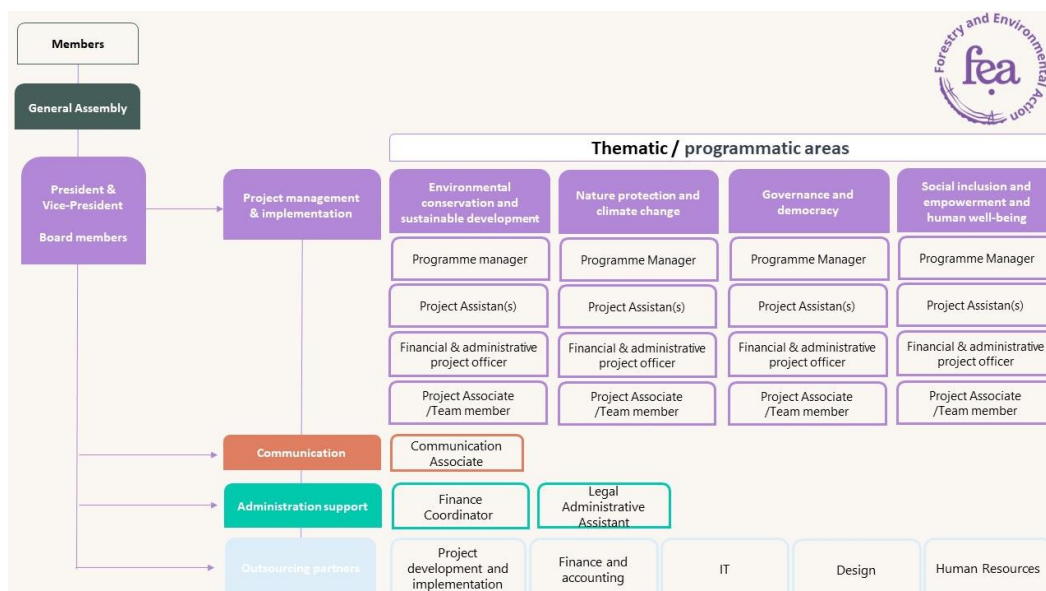 Members
General Assembly
President &
Vice-President
Board members
Forestry and Environmental Action
fea
Thematic / programmatic areas
Project management
& implementation
Environmental
conservation and
sustainable development
Nature protection and
climate change
Governance and
democracy
Social inclusion and
empowerment and
human well-being
Programme manager
Programme Manager
Programme Manager
Programme Manager
Project Assistan(s)
Project Assistan(s)
Project Assistan(s)
Project Assistan(s)
Financial & administrative
project officer
Financial & administrative
project officer
Financial & administrative
project officer
Financial & administrative
project officer
Project Associate
/Team member
Project Associate
/Team member
Project Associate
/Team member
Project Associate
/Team member
Communication
Communication
Associate
Administration support
Finance
Coordinator
Legal
Administrative
Assistant
Outsourcing partners
Project
development and
implementation
Finance and
accounting
IT
Design
Human Resources